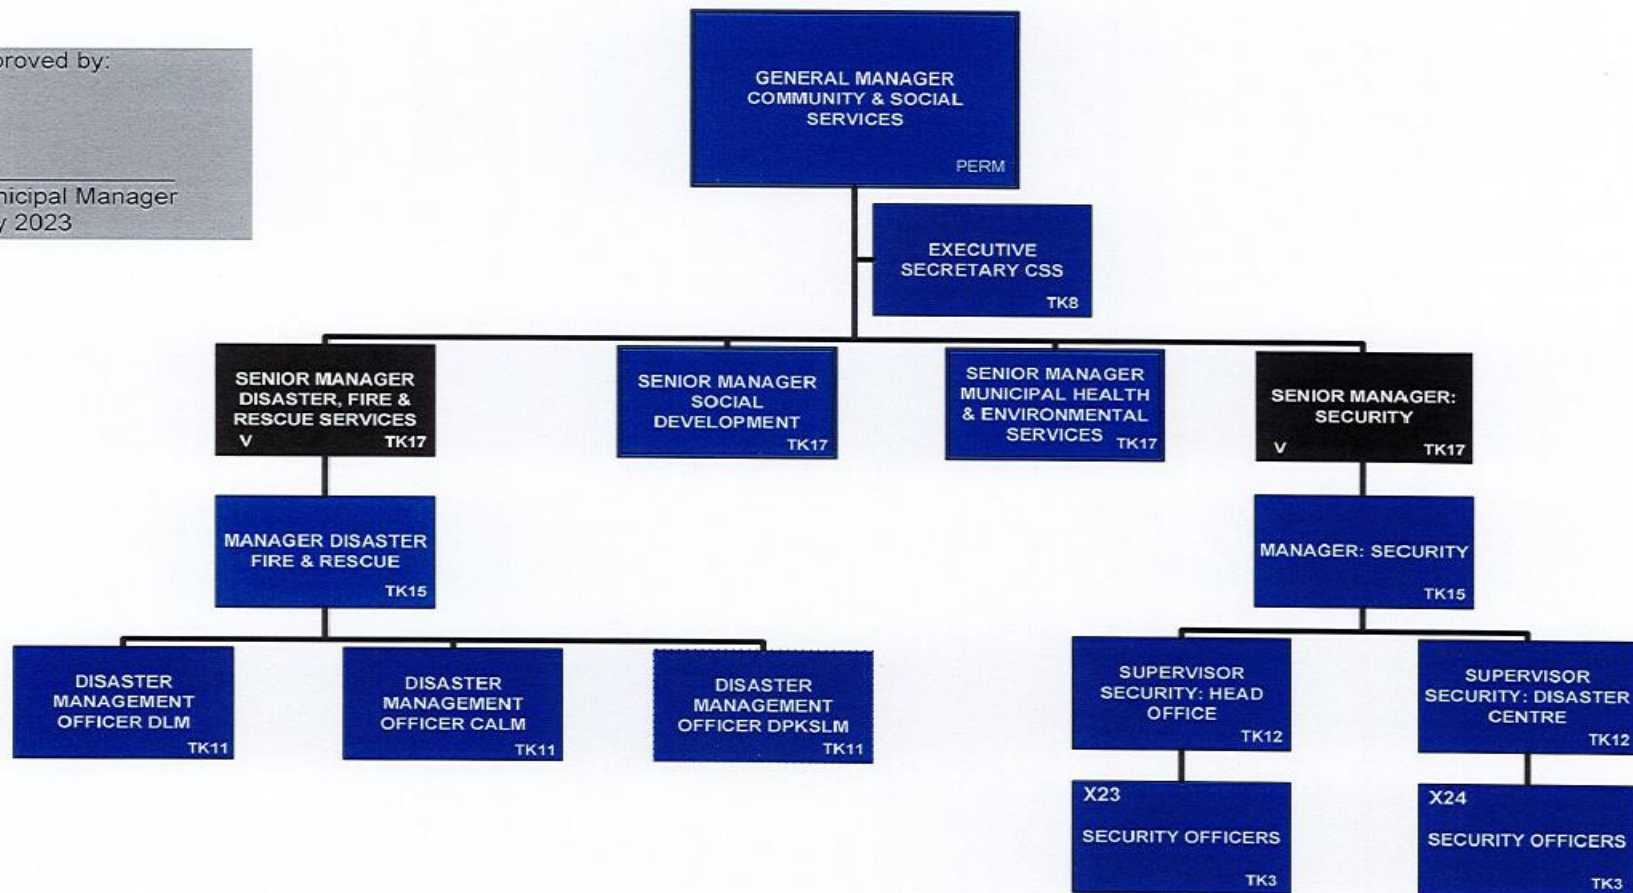 proved by:
nicipal Manager
y 2023
GENERAL MANAGER
COMMUNITY & SOCIAL
SERVICES
PERM
EXECUTIVE
SECRETARY CSS
TK8
SENIOR MANAGER
DISASTER, FIRE &
RESCUE SERVICES
V TK17
SENIOR MANAGER
SOCIAL
DEVELOPMENT
TK17
SENIOR MANAGER
MUNICIPAL HEALTH
& ENVIRONMENTAL
SERVICES TK17
SENIOR MANAGER:
SECURITY
V TK17
MANAGER DISASTER
FIRE & RESCUE
TK15
MANAGER: SECURITY
TK15
DISASTER
MANAGEMENT
OFFICER DLM
TK11
DISASTER
MANAGEMENT
OFFICER CALM
TK11
DISASTER
MANAGEMENT
OFFICER DPKSLM
TK11
SUPERVISOR
SECURITY: HEAD
OFFICE
TK12
SUPERVISOR
SECURITY: DISASTER
CENTRE
TK12
X23
SECURITY OFFICERS
TK3
X24
SECURITY OFFICERS
TK3